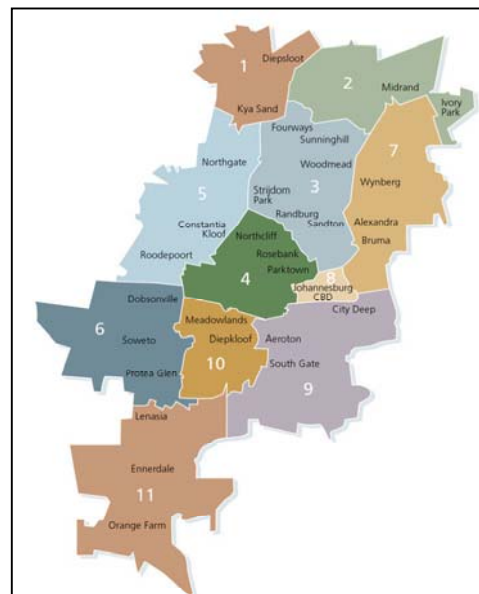 Diepsloot
1
2
Midrand
Kya Sand
Ivory
Park
Fourways
Sunninghill
7
Northgate
Woodmead
3
Wynberg
5
Strijdom
Park
Randburg
Sandton
Constantia
Kloof
Alexandra
Northcliff
Bruma
Roodepoort
Rosebank
Parktown
4
8
Johannesburg
CBD
Dobsonville
City Deep
Meadowlands
6
Soweto
Diepkloof
Aeroton
10
South Gate
Protea Glen
9
Lenasia
Ennerdale
11
Orange Farm